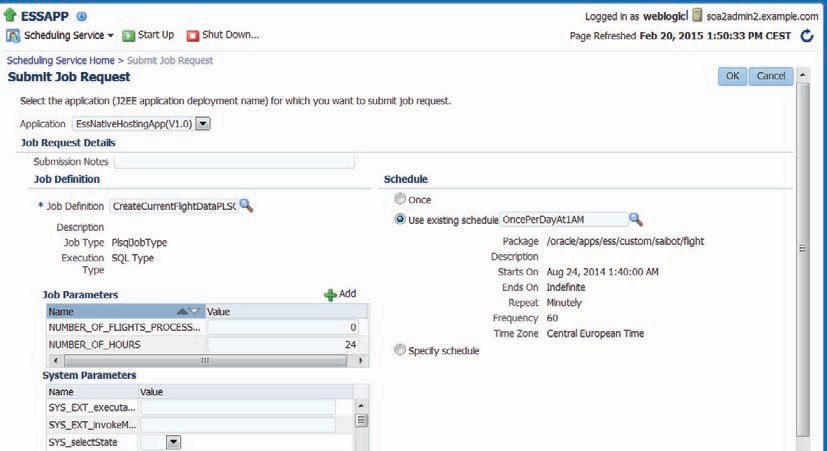 ESSAPP
Logged in as weblogic| soa2admin2.example.com
Scheduling Service Start Up Shut Down...
Page Refreshed Feb 20, 2015 1:50:33 PM CEST
Scheduling Service Home > Submit Job Request
Submit Job Request
OK Cancel
Select the application (J2EE application deployment name) for which you want to submit job request.
Application EssNativeHostingApp(V1.0)
Job Request Details
Submission Notes
Job Definition
* Job Definition CreateCurrentFlightDataPLSQ
Description
Job Type PlsqlJobType
Execution Type SQL Type
Job Parameters
Add
Name Value
NUMBER_OF_FLIGHTS_PROCESS... 0
NUMBER_OF_HOURS 24
System Parameters
Name Value
SYS_EXT_executa...
SYS_EXT_invokeM...
SYS_selectState
Schedule
Once
Use existing schedule OncePerDayAt1AM
Package /oracle/apps/ess/custom/saibot/flight
Description
Starts On Aug 24, 2014 1:40:00 AM
Ends On Indefinite
Repeat Minutely
Frequency 60
Time Zone Central European Time
Specify schedule